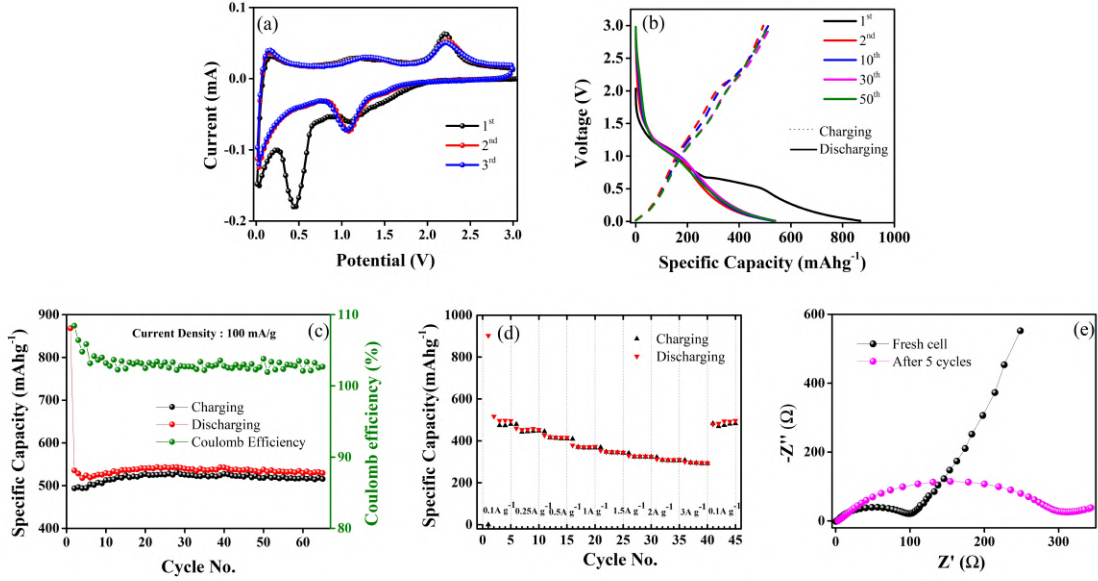 (a)
Current (mA)
0.1
0.0
-0.1
-0.2
1st
2nd
3rd
0.0 0.5 1.0 1.5 2.0 2.5 3.0
Potential (V)
(b)
Voltage (V)
3.0
2.5
2.0
1.5
1.0
0.5
0.0
1st
2nd
10th
30th
50th
Charging
Discharging
0 200 400 600 800 1000
Specific Capacity (mAhg-1)
(c)
Specific Capacity (mAhg-1)
900
800
700
600
500
400
Current Density : 100 mA/g
Charging
Discharging
Coulomb Efficiency
110
102
95
88
80
Coulomb efficiency (%)
0 10 20 30 40 50 60
Cycle No.
(d)
Specific Capacity(mAhg-1)
1000
800
600
400
200
0
Charging
Discharging
0.1A g-1 0.25A g-1 0.5A g-1 1A g-1 1.5A g-1 2A g-1 3A g-1 0.1A g-1
0 5 10 15 20 25 30 35 40 45
Cycle No.
(e)
-Z'' (Ω)
600
400
200
0
Fresh cell
After 5 cycles
0 100 200 300
Z' (Ω)